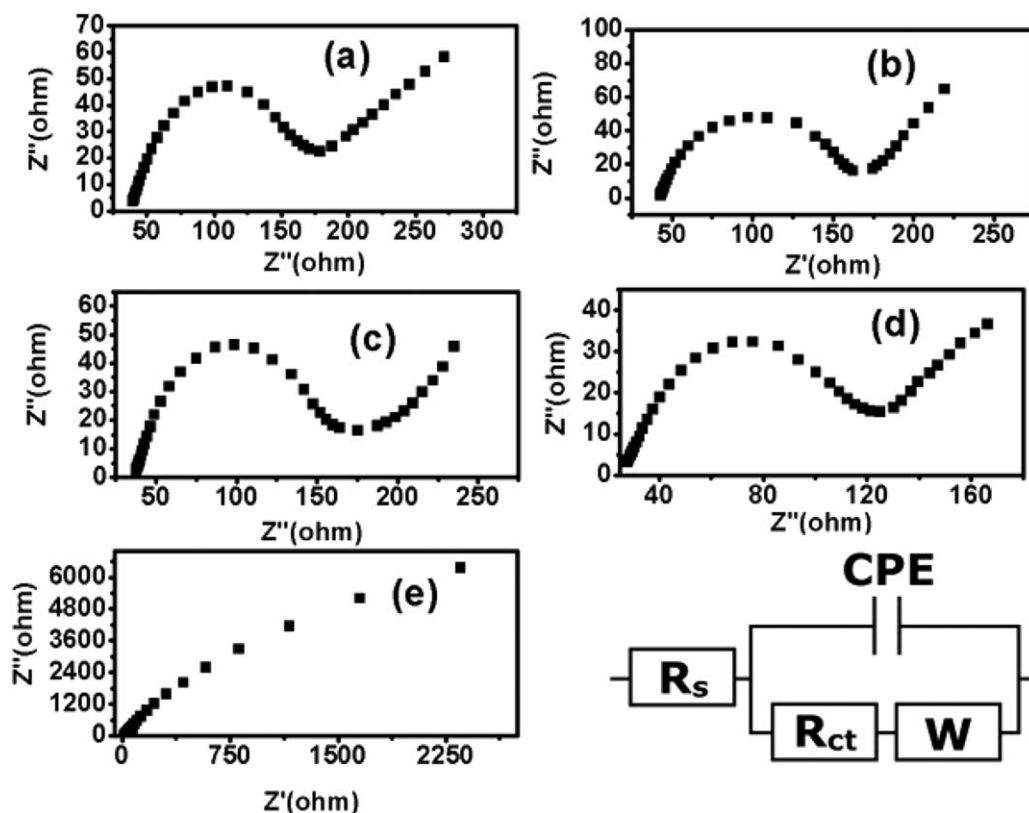 (a)
Z''(ohm)
70
60
50
40
30
20
10
0
50 100 150 200 250 300
Z''(ohm)
(b)
Z''(ohm)
100
80
60
40
20
0
50 100 150 200 250
Z'(ohm)
(c)
Z''(ohm)
60
50
40
30
20
10
0
50 100 150 200 250
Z''(ohm)
(d)
Z''(ohm)
40
30
20
10
0
40 80 120 160
Z''(ohm)
(e)
Z''(ohm)
6000
4800
3600
2400
1200
0
0 750 1500 2250
Z'(ohm)
CPE
Rs
Rct W